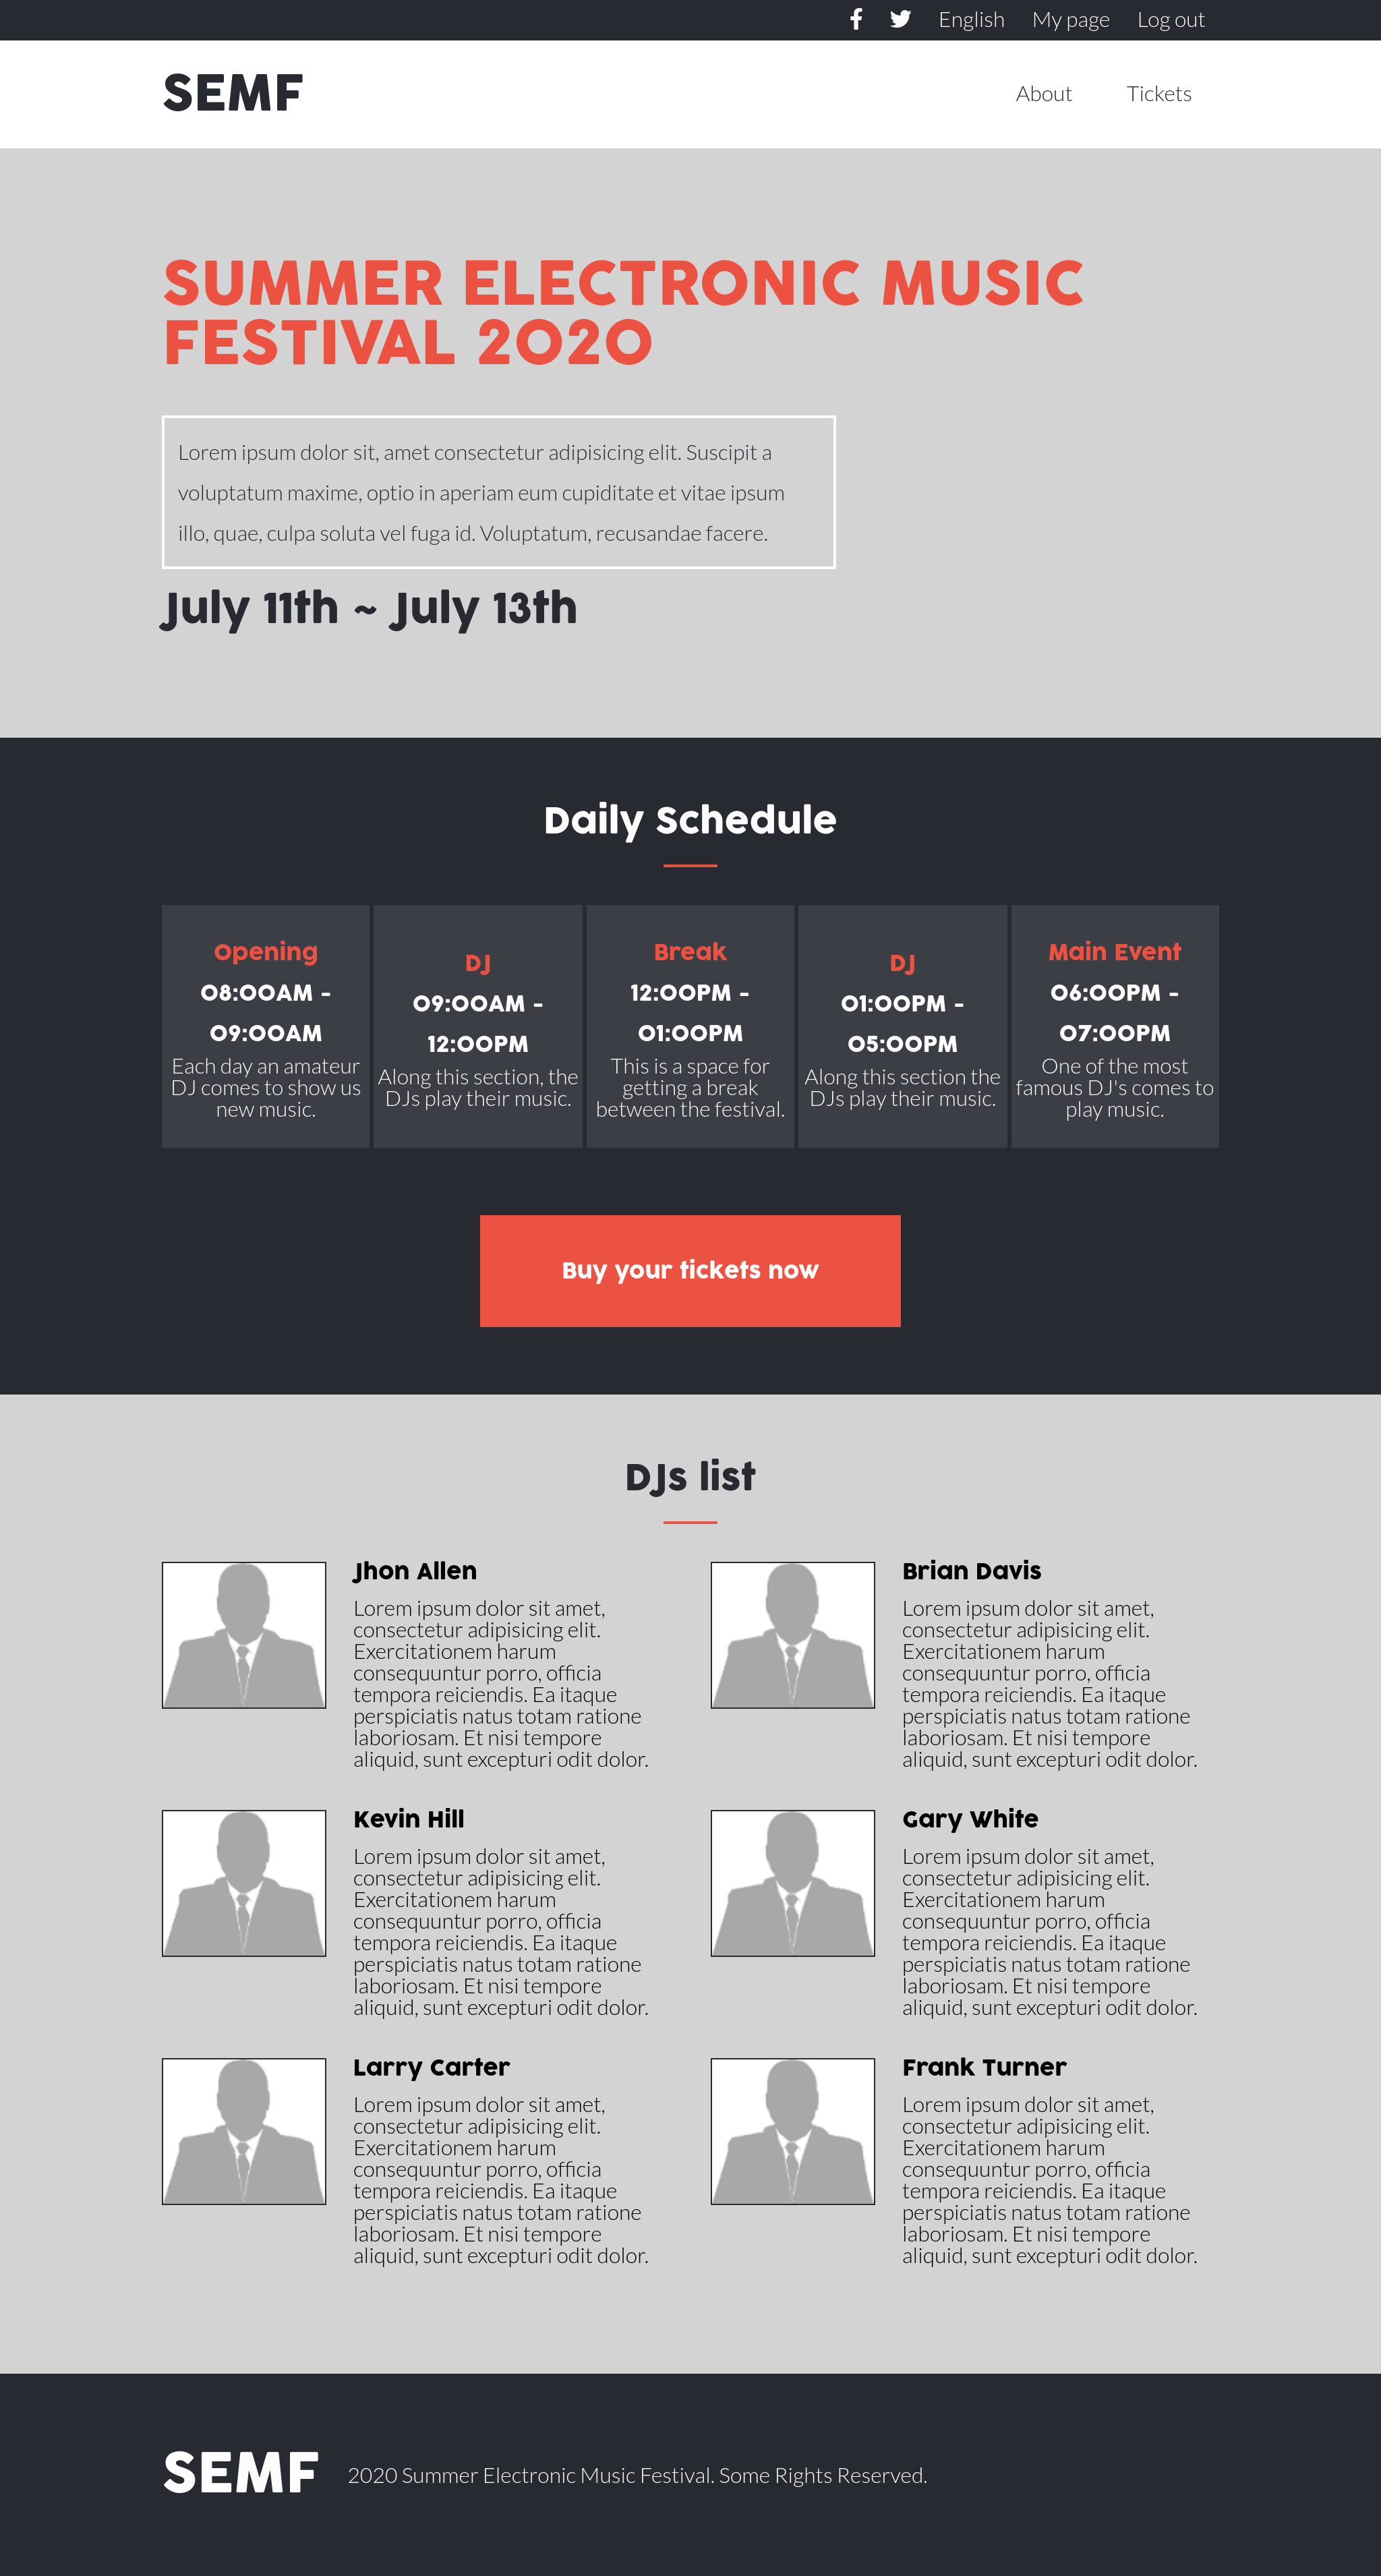 English My page Log out
SEMF
About Tickets
SUMMER ELECTRONIC MUSIC
FESTIVAL 2020
Lorem ipsum dolor sit, amet consectetur adipisicing elit. Suscipit a
voluptatum maxime, optio in aperiam eum cupiditate et vitae ipsum
illo, quae, culpa soluta vel fuga id. Voluptatum, recusandae facere.
July 11th ~ July 13th
Daily Schedule
Opening
08:00AM -
09:00AM
Each day an amateur
DJ comes to show us
new music.
DJ
09:00AM -
12:00PM
Along this section, the
DJs play their music.
Break
12:00PM -
01:00PM
This is a space for
getting a break
between the festival.
DJ
01:00PM -
05:00PM
Along this section the
DJs play their music.
Main Event
06:00PM -
07:00PM
One of the most
famous DJ's comes to
play music.
Buy your tickets now
DJs list
Jhon Allen
Lorem ipsum dolor sit amet,
consectetur adipisicing elit.
Exercitationem harum
consequuntur porro, officia
tempora reiciendis. Ea itaque
perspiciatis natus totam ratione
laboriosam. Et nisi tempore
aliquid, sunt excepturi odit dolor.
Brian Davis
Lorem ipsum dolor sit amet,
consectetur adipisicing elit.
Exercitationem harum
consequuntur porro, officia
tempora reiciendis. Ea itaque
perspiciatis natus totam ratione
laboriosam. Et nisi tempore
aliquid, sunt excepturi odit dolor.
Kevin Hill
Lorem ipsum dolor sit amet,
consectetur adipisicing elit.
Exercitationem harum
consequuntur porro, officia
tempora reiciendis. Ea itaque
perspiciatis natus totam ratione
laboriosam. Et nisi tempore
aliquid, sunt excepturi odit dolor.
Gary White
Lorem ipsum dolor sit amet,
consectetur adipisicing elit.
Exercitationem harum
consequuntur porro, officia
tempora reiciendis. Ea itaque
perspiciatis natus totam ratione
laboriosam. Et nisi tempore
aliquid, sunt excepturi odit dolor.
Larry Carter
Lorem ipsum dolor sit amet,
consectetur adipisicing elit.
Exercitationem harum
consequuntur porro, officia
tempora reiciendis. Ea itaque
perspiciatis natus totam ratione
laboriosam. Et nisi tempore
aliquid, sunt excepturi odit dolor.
Frank Turner
Lorem ipsum dolor sit amet,
consectetur adipisicing elit.
Exercitationem harum
consequuntur porro, officia
tempora reiciendis. Ea itaque
perspiciatis natus totam ratione
laboriosam. Et nisi tempore
aliquid, sunt excepturi odit dolor.
SEMF 2020 Summer Electronic Music Festival. Some Rights Reserved.